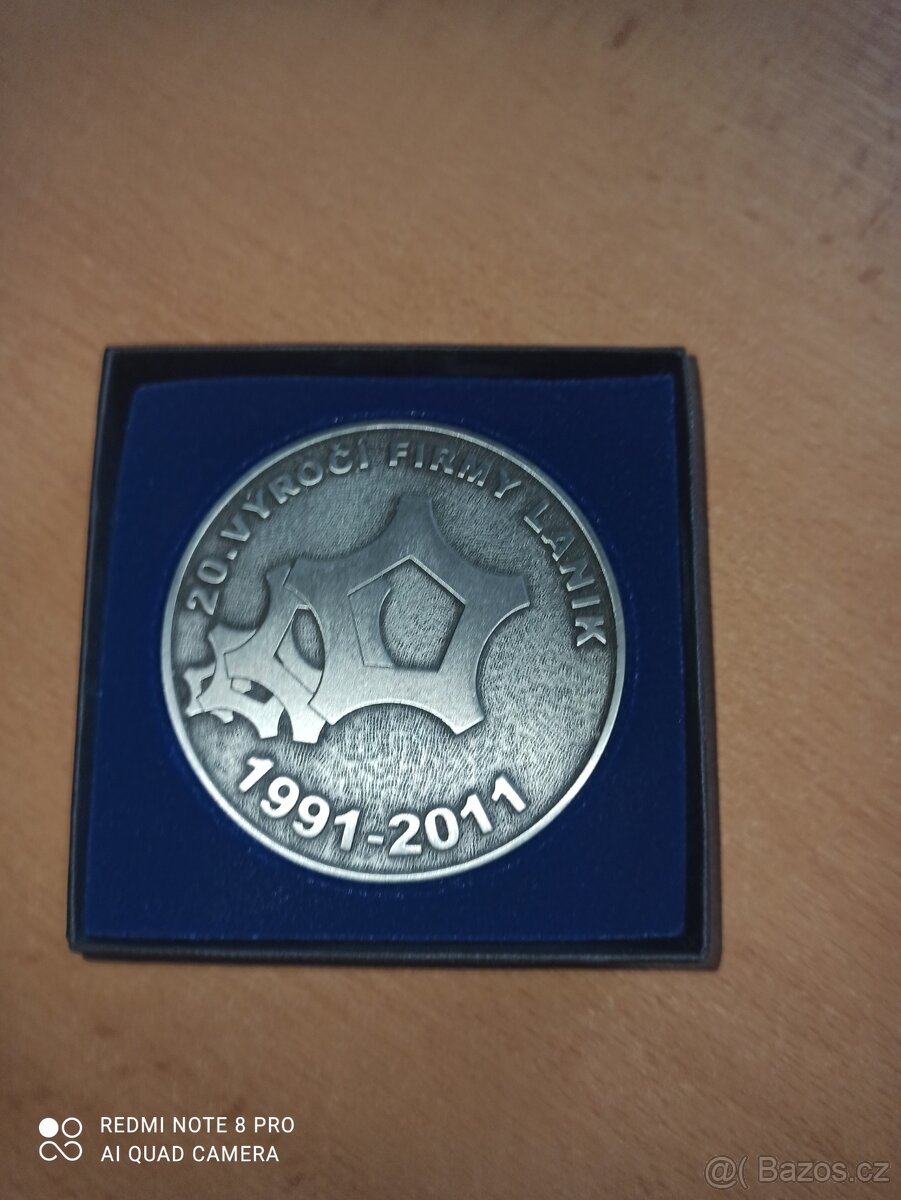 20. VÝROČÍ FIRMY LANIK
1991-2011
REDMI NOTE 8 PRO
AI QUAD CAMERA
@( Bazos.cz